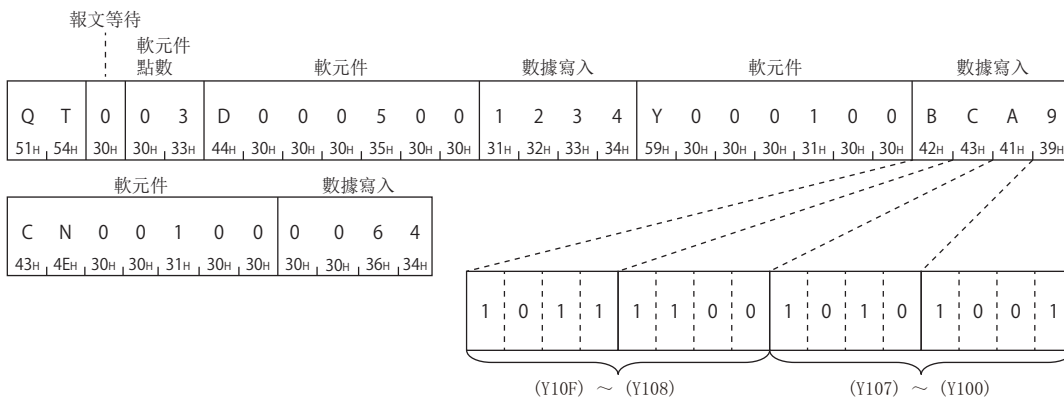 報文等待
軟元件
點數
軟元件 數據寫入 軟元件 數據寫入
Q T 0 0 3 D 0 0 0 5 0 0 1 2 3 4 Y 0 0 0 1 0 0 B C A 9
51H 54H 30H 30H 33H 44H 30H 30H 30H 35H 30H 30H 31H 32H 33H 34H 59H 30H 30H 30H 31H 30H 30H 42H 43H 41H 39H
軟元件 數據寫入
C N 0 0 1 0 0 0 0 6 4
43H 4EH 30H 30H 31H 30H 30H 30H 30H 36H 34H
1 0 1 1 1 1 0 0 1 0 1 0 1 0 0 1
(Y10F) ～ (Y108) (Y107) ～ (Y100)